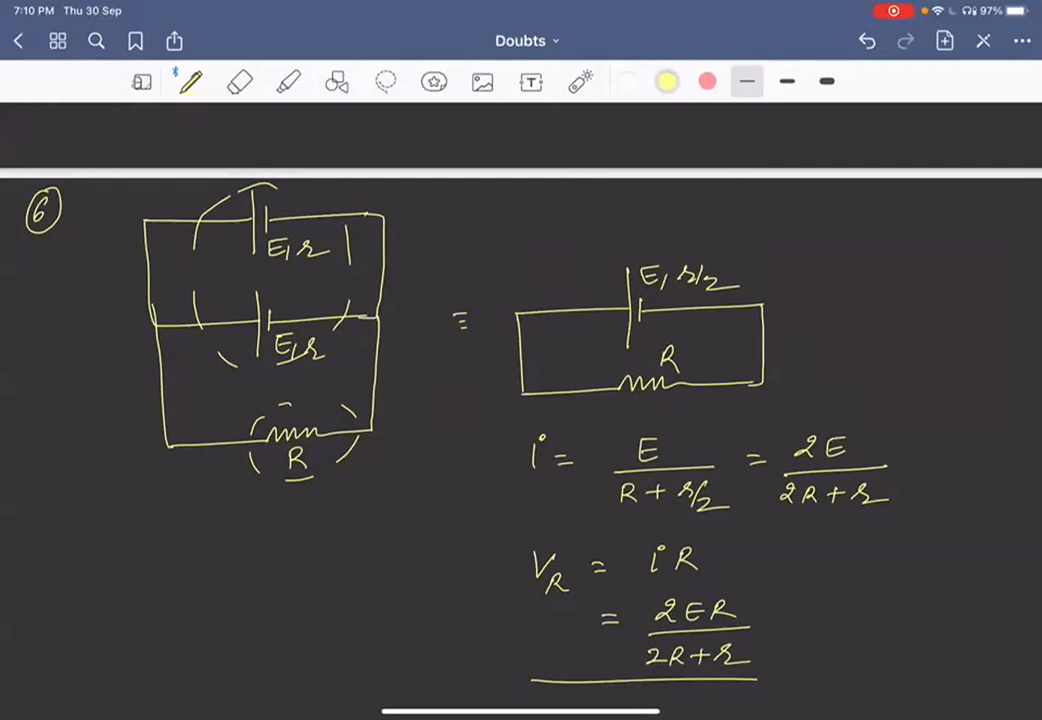 7:10 PM Thu 30 Sep
97%
Doubts
T
6
E, r
E, r/2
E, r
≡
R
R
i = E / (R + r/2) = 2E / (2R + r)
V_R = iR
= 2ER / (2R + r)